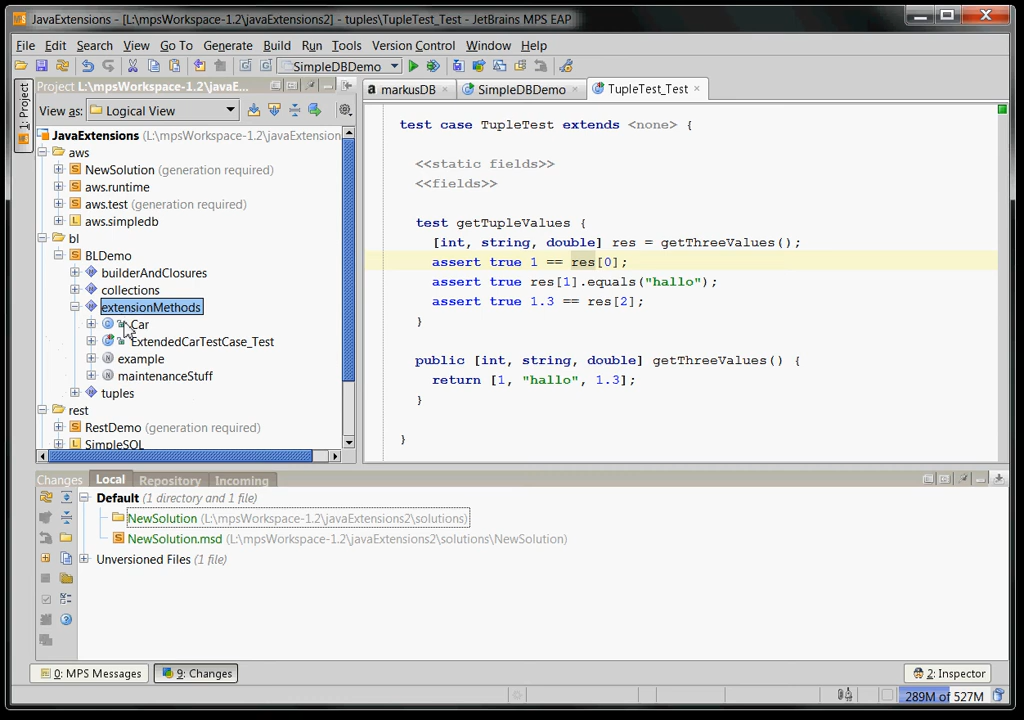 JavaExtensions - [L:\mpsWorkspace-1.2\javaExtensions2] - tuples\TupleTest_Test - JetBrains MPS EAP
File Edit Search View Go To Generate Build Run Tools Version Control Window Help
SimpleDBDemo
1: Project
Project L:\mpsWorkspace-1.2\javaE...
View as: Logical View
JavaExtensions (L:\mpsWorkspace-1.2\javaExtension
aws
NewSolution (generation required)
aws.runtime
aws.test (generation required)
aws.simpledb
bl
BLDemo
builderAndClosures
collections
extensionMethods
Car
ExtendedCarTestCase_Test
example
maintenanceStuff
tuples
rest
RestDemo (generation required)
SimpleSQL
markusDB
SimpleDBDemo
TupleTest_Test
test case TupleTest extends <none> {
<<static fields>>
<<fields>>
test getTupleValues {
[int, string, double] res = getThreeValues();
assert true 1 == res[0];
assert true res[1].equals("hallo");
assert true 1.3 == res[2];
}
public [int, string, double] getThreeValues() {
return [1, "hallo", 1.3];
}
}
Changes Local Repository Incoming
Default (1 directory and 1 file)
NewSolution (L:\mpsWorkspace-1.2\javaExtensions2\solutions)
NewSolution.msd (L:\mpsWorkspace-1.2\javaExtensions2\solutions\NewSolution)
Unversioned Files (1 file)
0: MPS Messages
9: Changes
2: Inspector
289M of 527M